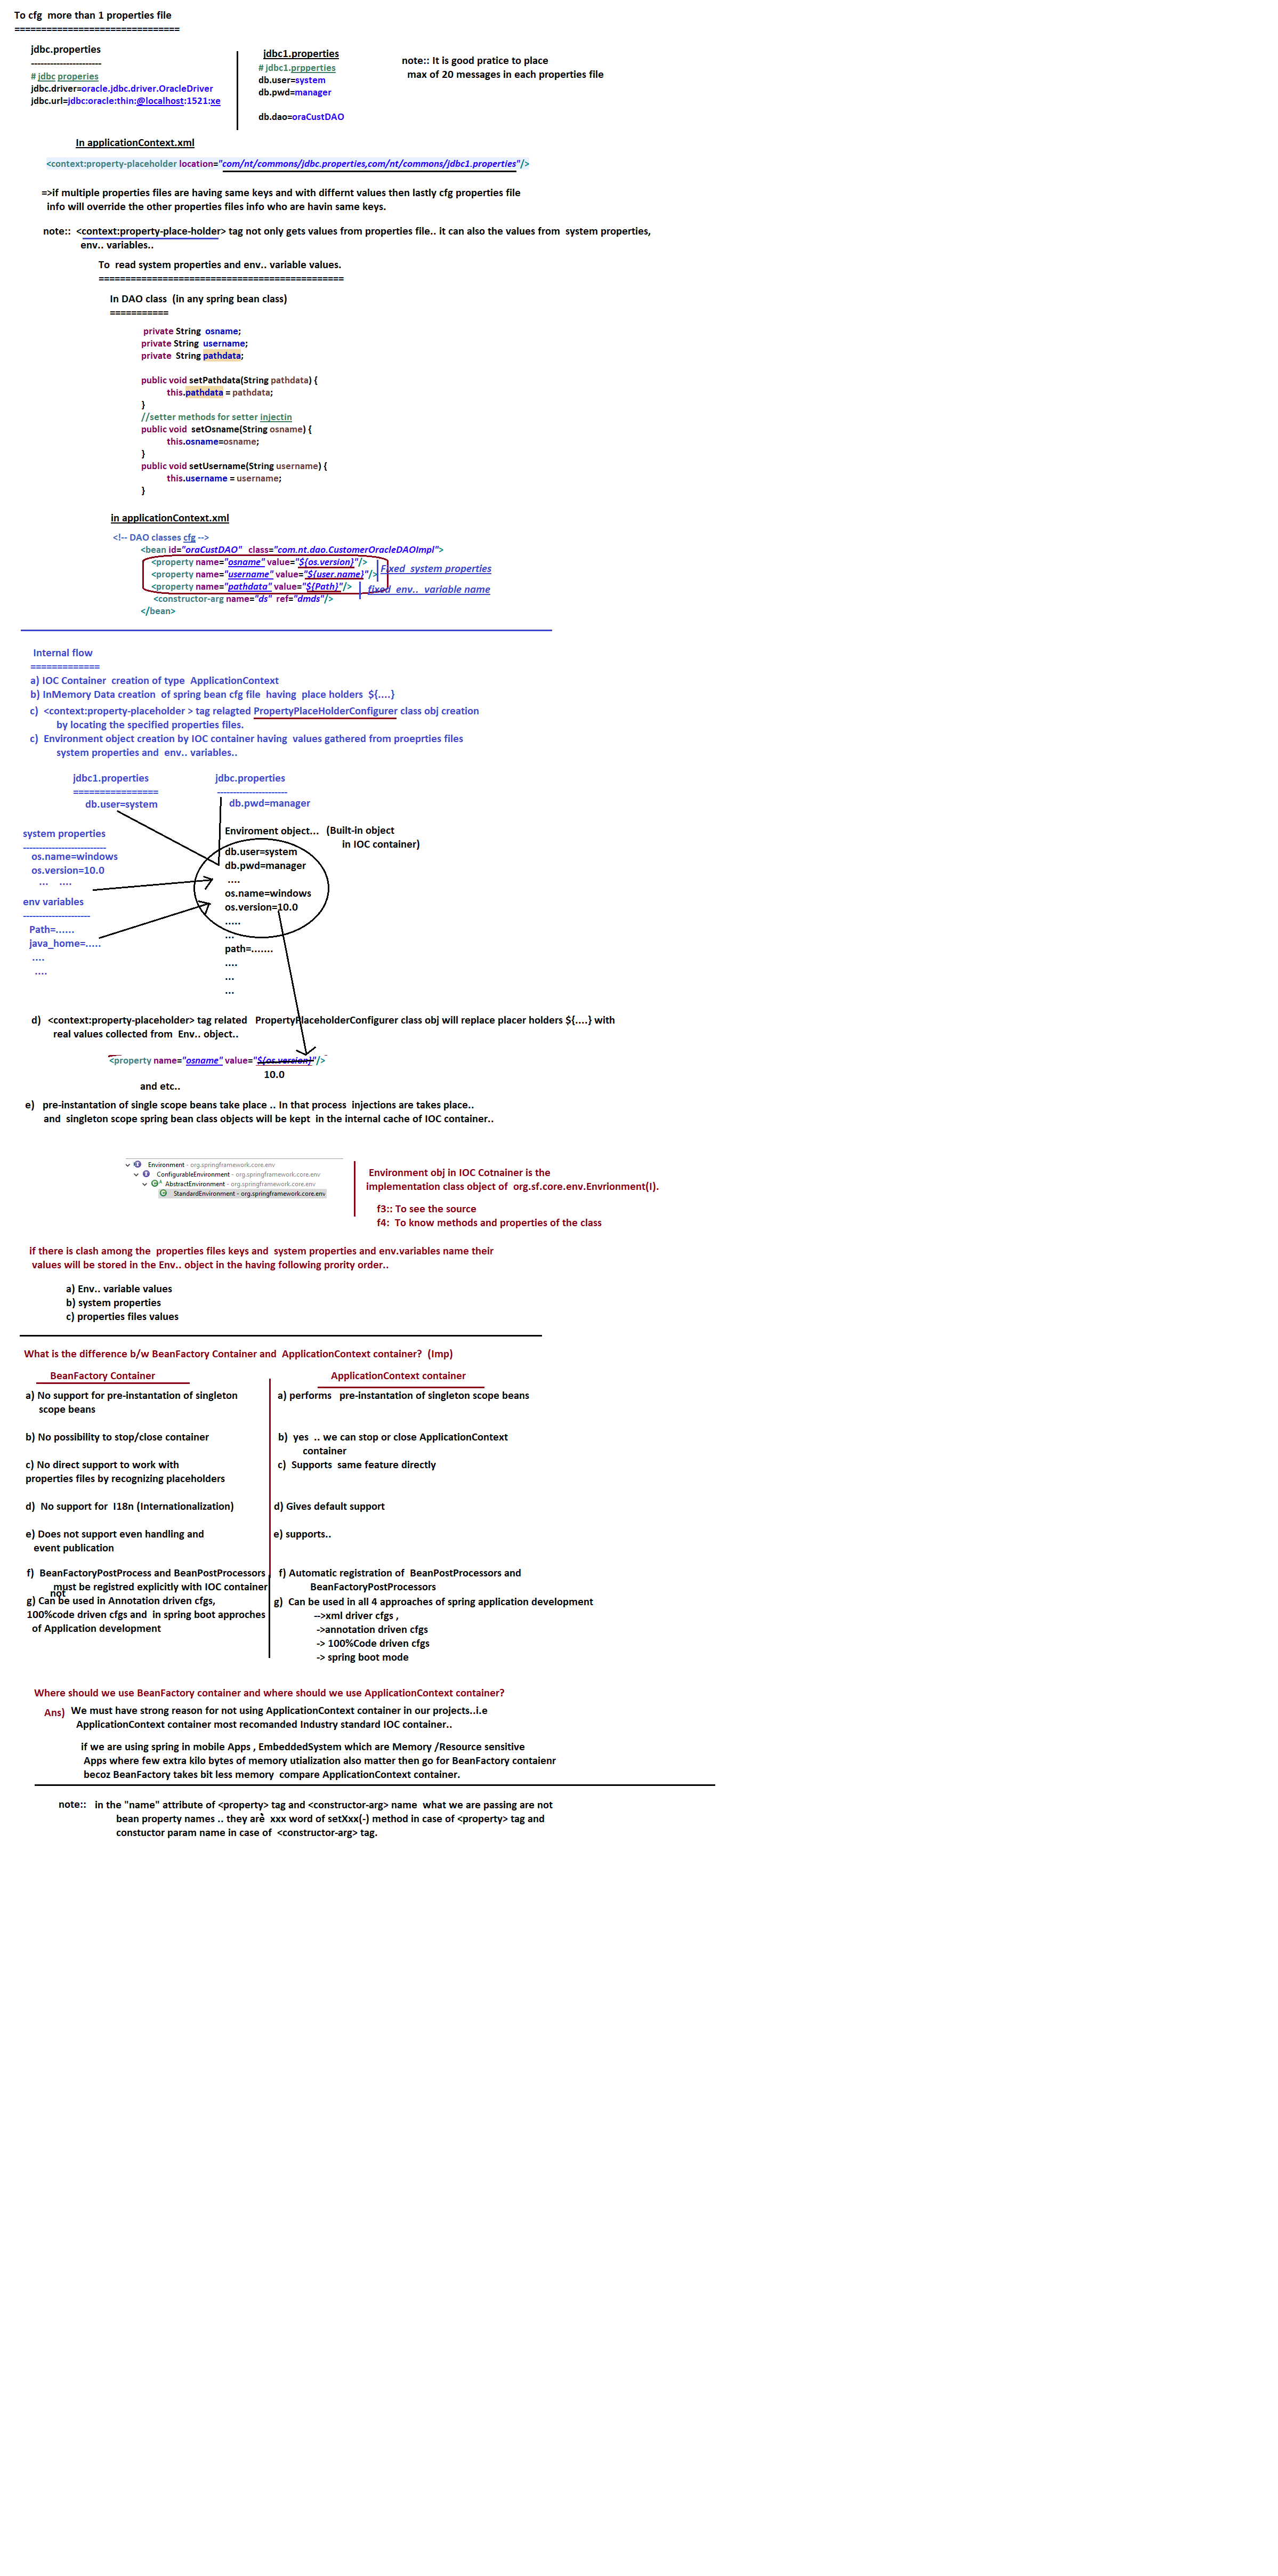 To cfg  more than 1 properties file
===============================
jdbc.properties
----------------------
# jdbc properies
jdbc.driver=oracle.jdbc.driver.OracleDriver
jdbc.url=jdbc:oracle:thin:@localhost:1521:xe
jdbc1.properties
# jdbc1.prpperties
db.user=system
db.pwd=manager
db.dao=oraCustDAO
note:: It is good pratice to place
max of 20 messages in each properties file
In applicationContext.xml
<context:property-placeholder location="com/nt/commons/jdbc.properties,com/nt/commons/jdbc1.properties"/>
=>if multiple properties files are having same keys and with differnt values then lastly cfg properties file
info will override the other properties files info who are havin same keys.
note::  <context:property-place-holder> tag not only gets values from properties file.. it can also the values from  system properties,
env.. variables..
To  read system properties and env.. variable values.
==============================================
In DAO class  (in any spring bean class)
===========
private String  osname;
private String  username;
private  String pathdata;
public void setPathdata(String pathdata) {
this.pathdata = pathdata;
}
//setter methods for setter injectin
public void  setOsname(String osname) {
this.osname=osname;
}
public void setUsername(String username) {
this.username = username;
}
in applicationContext.xml
<!-- DAO classes cfg -->
<bean id="oraCustDAO"  class="com.nt.dao.CustomerOracleDAOImpl">
<property name="osname" value="${os.version}"/>
<property name="username" value="${user.name}"/>
Fixed  system properties
<property name="pathdata" value="${Path}"/>
fixed  env..  variable name
<constructor-arg name="ds"  ref="dmds"/>
</bean>
Internal flow
=============
a) IOC Container  creation of type  ApplicationContext
b) InMemory Data creation  of spring bean cfg file  having  place holders  ${....}
c)  <context:property-placeholder > tag relagted PropertyPlaceHolderConfigurer class obj creation
by locating the specified properties files.
c)  Environment object creation by IOC container having  values gathered from proeprties files
system properties and  env.. variables..
jdbc1.properties
================
db.user=system
jdbc.properties
----------------------
db.pwd=manager
system properties
--------------------------
os.name=windows
os.version=10.0
...    ....
env variables
---------------------
Path=......
java_home=.....
....
....
Enviroment object...
(Built-in object
in IOC container)
db.user=system
db.pwd=manager
....
os.name=windows
os.version=10.0
.....
...
path=.......
....
...
...
d)   <context:property-placeholder> tag related   PropertyPlaceholderConfigurer class obj will replace placer holders ${....} with
real values collected from  Env.. object..
<property name="osname" value="${os.version}"/>
10.0
and etc..
e)   pre-instantation of single scope beans take place .. In that process  injections are takes place..
and  singleton scope spring bean class objects will be kept  in the internal cache of IOC container..
Environment - org.springframework.core.env
ConfigurableEnvironment - org.springframework.core.env
AbstractEnvironment - org.springframework.core.env
StandardEnvironment - org.springframework.core.env
Environment obj in IOC Cotnainer is the
implementation class object of  org.sf.core.env.Envrionment(I).
f3:: To see the source
f4:  To know methods and properties of the class
if there is clash among the  properties files keys and  system properties and env.variables name their
values will be stored in the Env.. object in the having following prority order..
a) Env.. variable values
b) system properties
c) properties files values
What is the difference b/w BeanFactory Container and  ApplicationContext container?  (Imp)
BeanFactory Container
a) No support for pre-instantation of singleton
scope beans
b) No possibility to stop/close container
c) No direct support to work with
properties files by recognizing placeholders
d)  No support for  I18n (Internationalization)
e) Does not support even handling and
event publication
f)  BeanFactoryPostProcess and BeanPostProcessors
must be registred explicitly with IOC container
not
g) Can be used in Annotation driven cfgs,
100%code driven cfgs and  in spring boot approches
of Application development
ApplicationContext container
a) performs   pre-instantation of singleton scope beans
b)  yes  .. we can stop or close ApplicationContext
container
c)  Supports  same feature directly
d) Gives default support
e) supports..
f) Automatic registration of  BeanPostProcessors and
BeanFactoryPostProcessors
g)  Can be used in all 4 approaches of spring application development
-->xml driver cfgs ,
->annotation driven cfgs
-> 100%Code driven cfgs
-> spring boot mode
Where should we use BeanFactory container and where should we use ApplicationContext container?
Ans)  We must have strong reason for not using ApplicationContext container in our projects..i.e
ApplicationContext container most recomanded Industry standard IOC container..
if we are using spring in mobile Apps , EmbeddedSystem which are Memory /Resource sensitive
Apps where few extra kilo bytes of memory utialization also matter then go for BeanFactory contaienr
becoz BeanFactory takes bit less memory  compare ApplicationContext container.
note::   in the "name" attribute of <property> tag and <constructor-arg> name  what we are passing are not
bean property names .. they are  xxx word of setXxx(-) method in case of <property> tag and
constuctor param name in case of  <constructor-arg> tag.